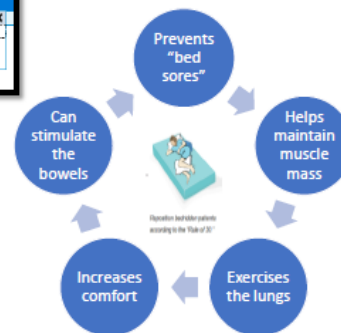 Prevents
"bed
sores"
Helps
maintain
muscle
mass
Exercises
the lungs
Increases
comfort
Can
stimulate
the
bowels
Reposition bedridden patients
according to the "Rule of 30"